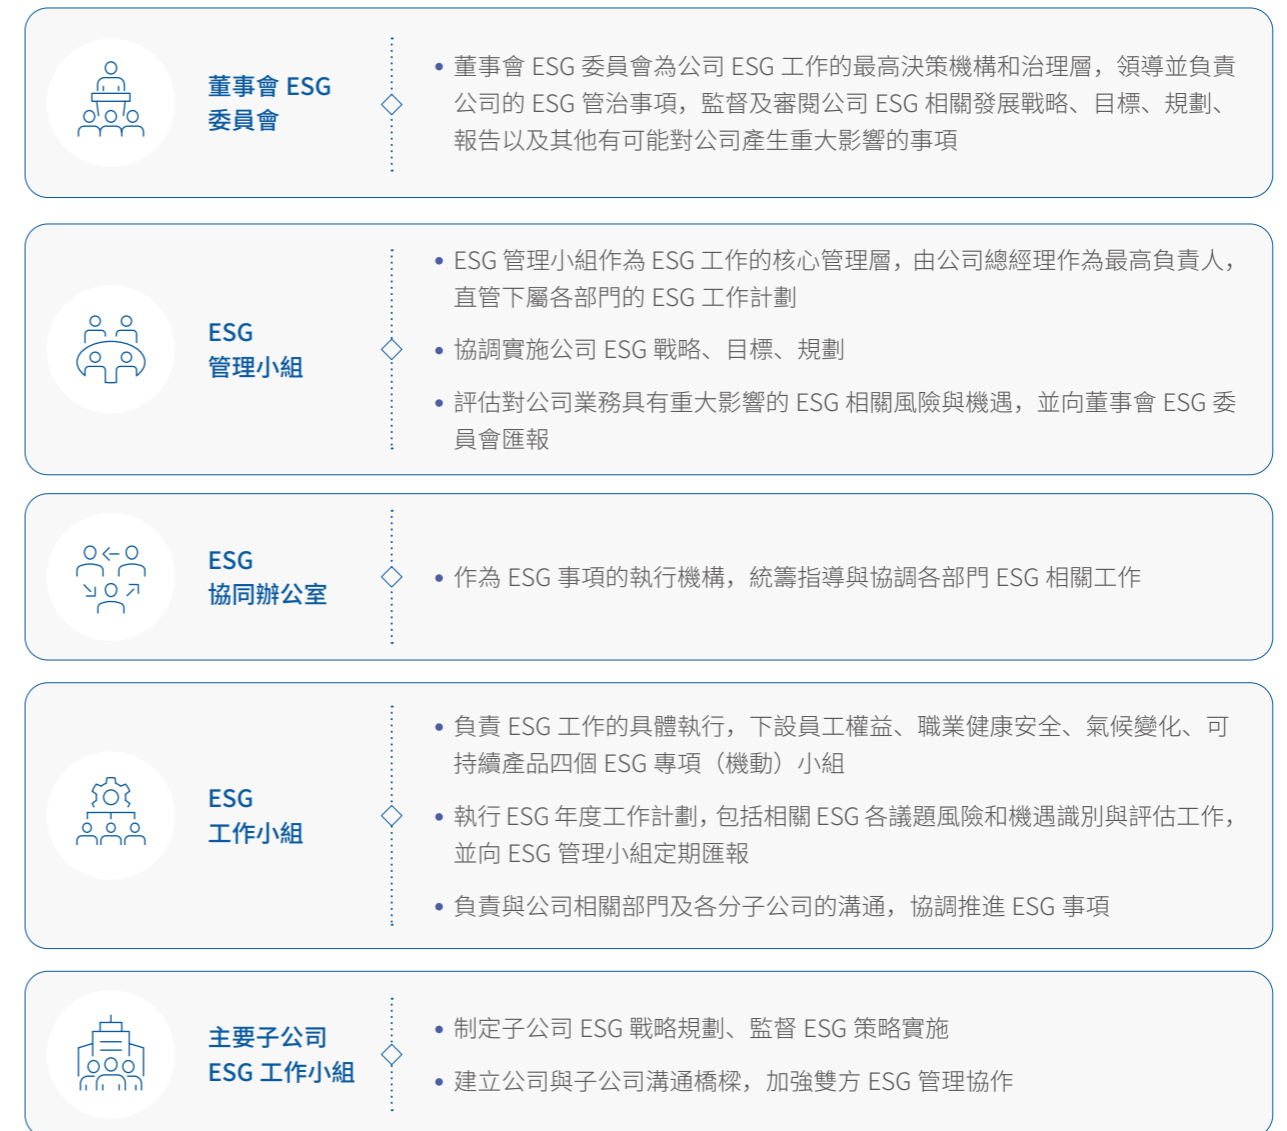 董事會 ESG
委員會
• 董事會 ESG 委員會為公司 ESG 工作的最高決策機構和治理層，領導並負責
公司的 ESG 管治事項，監督及審閱公司 ESG 相關發展戰略、目標、規劃、
報告以及其他有可能對公司產生重大影響的事項
ESG
管理小組
• ESG 管理小組作為 ESG 工作的核心管理層，由公司總經理作為最高負責人，
直管下屬各部門的 ESG 工作計劃
• 協調實施公司 ESG 戰略、目標、規劃
• 評估對公司業務具有重大影響的 ESG 相關風險與機遇，並向董事會 ESG 委
員會匯報
ESG
協同辦公室
• 作為 ESG 事項的執行機構，統籌指導與協調各部門 ESG 相關工作
ESG
工作小組
• 負責 ESG 工作的具體執行，下設員工權益、職業健康安全、氣候變化、可
持續產品四個 ESG 專項（機動）小組
• 執行 ESG 年度工作計劃，包括相關 ESG 各議題風險和機遇識別與評估工作，
並向 ESG 管理小組定期匯報
• 負責與公司相關部門及各分子公司的溝通，協調推進 ESG 事項
主要子公司
ESG 工作小組
• 制定子公司 ESG 戰略規劃、監督 ESG 策略實施
• 建立公司與子公司溝通橋樑，加強雙方 ESG 管理協作